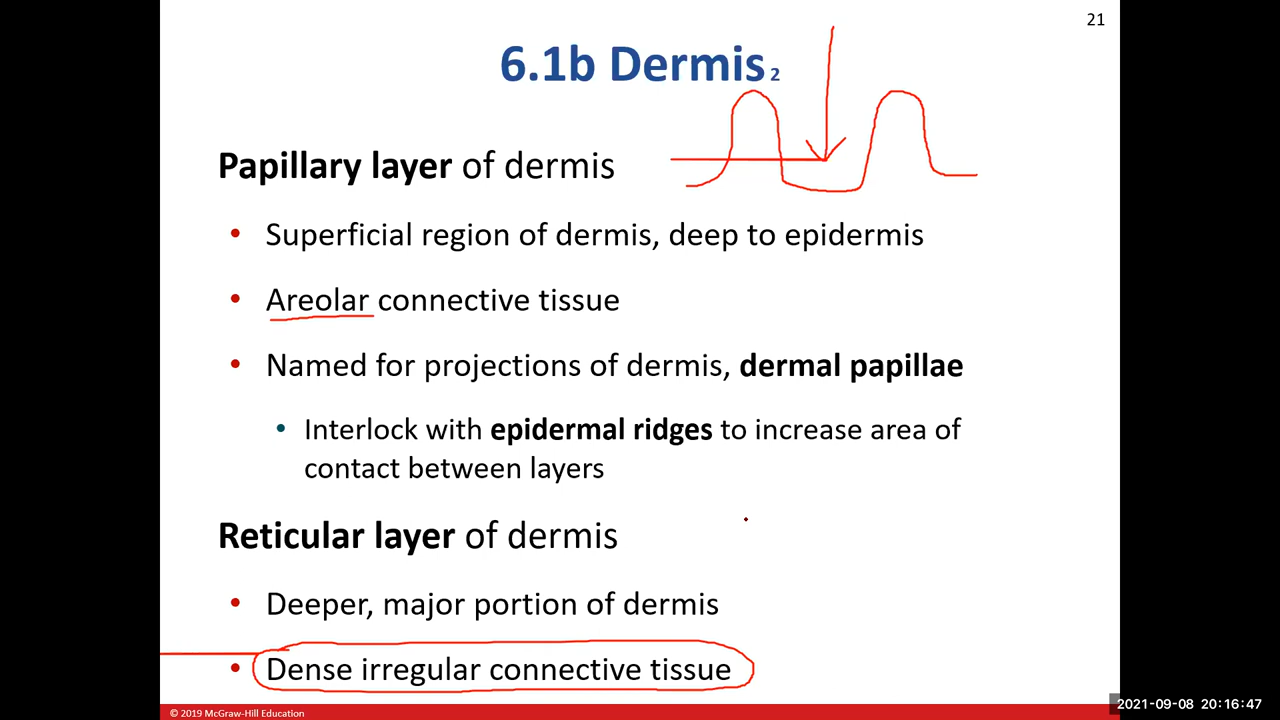 21
6.1b Dermis 2
Papillary layer of dermis
• Superficial region of dermis, deep to epidermis
• Areolar connective tissue
• Named for projections of dermis, dermal papillae
• Interlock with epidermal ridges to increase area of
contact between layers
Reticular layer of dermis
• Deeper, major portion of dermis
• Dense irregular connective tissue
© 2019 McGraw-Hill Education
2021-09-08 20:16:47